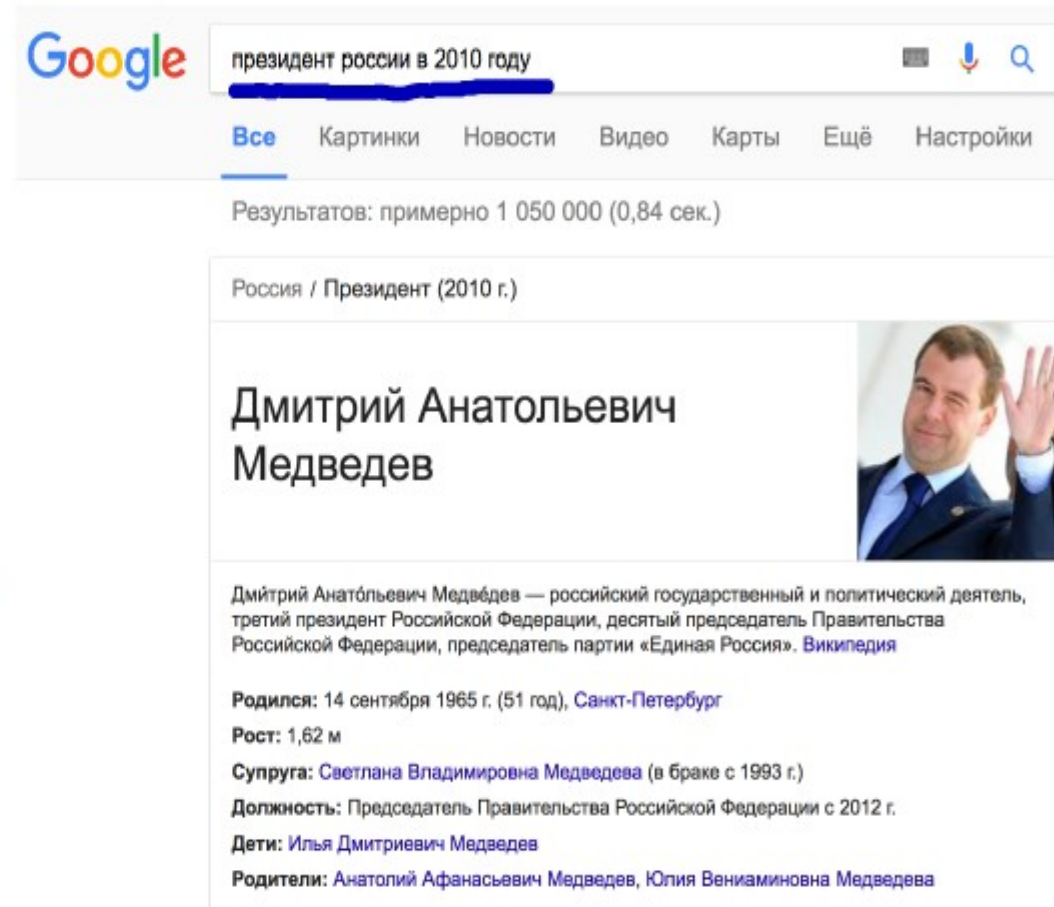 Google президент россии в 2010 году
Все Картинки Новости Видео Карты Ещё Настройки
Результатов: примерно 1 050 000 (0,84 сек.)
Россия / Президент (2010 г.)
Дмитрий Анатольевич
Медведев
Дми́трий Анато́льевич Медве́дев — российский государственный и политический деятель,
третий президент Российской Федерации, десятый председатель Правительства
Российской Федерации, председатель партии «Единая Россия». Википедия
Родился: 14 сентября 1965 г. (51 год), Санкт-Петербург
Рост: 1,62 м
Супруга: Светлана Владимировна Медведева (в браке с 1993 г.)
Должность: Председатель Правительства Российской Федерации с 2012 г.
Дети: Илья Дмитриевич Медведев
Родители: Анатолий Афанасьевич Медведев, Юлия Вениаминовна Медведева